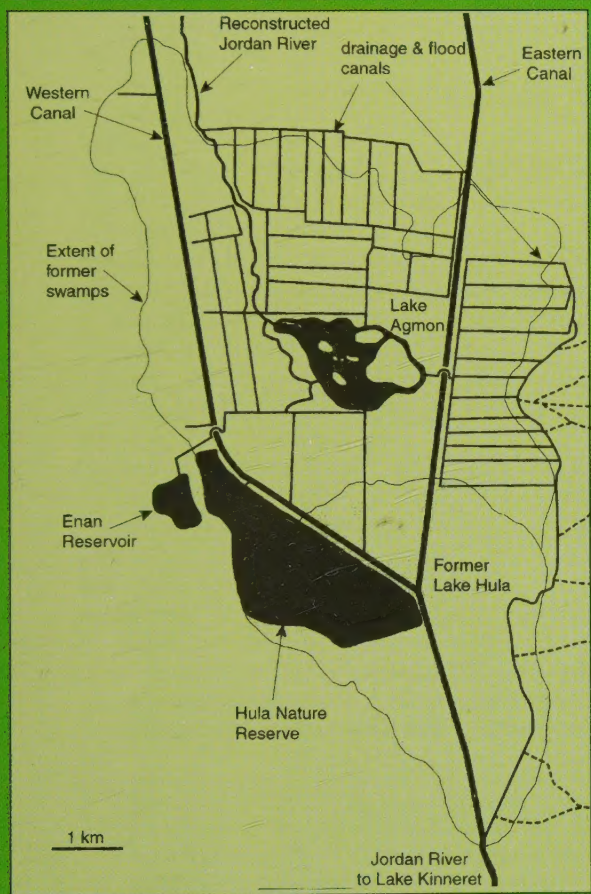 Reconstructed
Jordan River
drainage & flood
canals
Eastern
Canal
Western
Canal
Extent of
former
swamps
Lake
Agmon
Enan
Reservoir
Former
Lake Hula
Hula Nature
Reserve
1 km
Jordan River
to Lake Kinneret